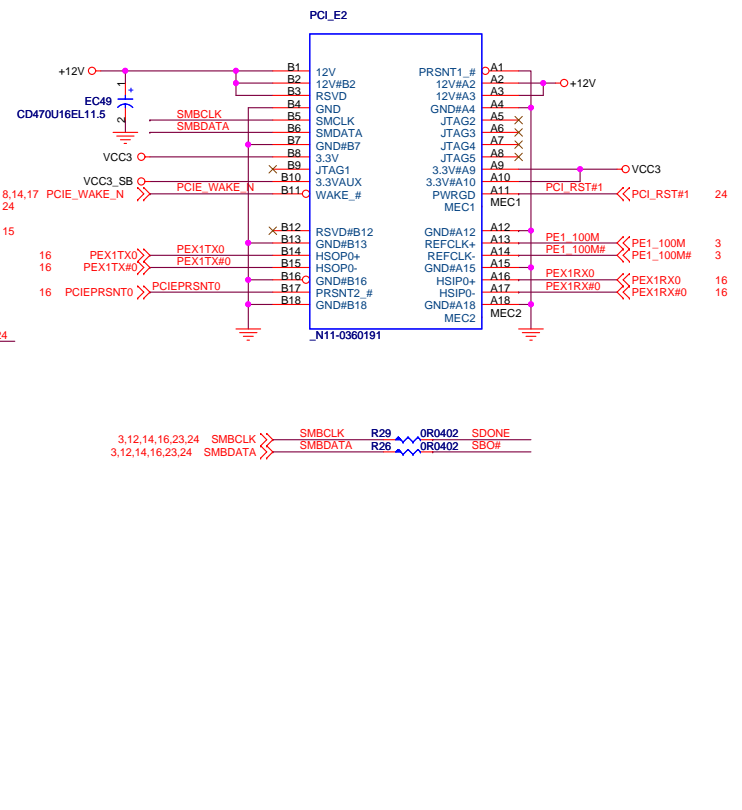 PCI_E2
+12V B1 12V PRSNT1_# A1
B2 12V#B2 12V#A2 A2 +12V
B3 RSVD 12V#A3 A3
1 + EC49 B4 GND GND#A4 A4
CD470U16EL11.5 SMBCLK B5 SMCLK JTAG2 A5
2 SMBDATA B6 SMDATA JTAG3 A6
B7 GND#B7 JTAG4 A7
VCC3 B8 3.3V JTAG5 A8
B9 JTAG1 3.3V#A9 A9 VCC3
VCC3_SB B10 3.3VAUX 3.3V#A10 A10
8,14,17 PCIE_WAKE_N PCIE_WAKE_N B11 WAKE_# PWRGD A11 PCI_RST#1 PCI_RST#1 24
24 MEC1 MEC1
15 B12 RSVD#B12 GND#A12 A12
B13 GND#B13 REFCLK+ A13 PE1_100M PE1_100M 3
16 PEX1TX0 PEX1TX0 B14 HSOP0+ REFCLK- A14 PE1_100M# PE1_100M# 3
16 PEX1TX#0 PEX1TX#0 B15 HSOP0- GND#A15 A15
B16 GND#B16 HSIP0+ A16 PEX1RX0 PEX1RX0 16
16 PCIEPRSNT0 PCIEPRSNT0 B17 PRSNT2_# HSIP0- A17 PEX1RX#0 PEX1RX#0 16
B18 GND#B18 GND#A18 A18
MEC2 MEC2
_N11-0360191
24
3,12,14,16,23,24 SMBCLK SMBCLK R29 0R0402 SDONE
3,12,14,16,23,24 SMBDATA SMBDATA R26 0R0402 SBO#